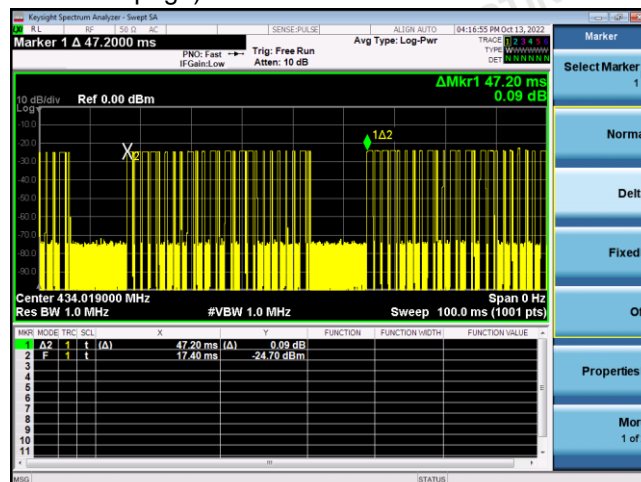 page)
Keysight Spectrum Analyzer - Swept SA
RL RF 50 Ω AC SENSE:PULSE ALIGN AUTO 04:16:55 PM Oct 13, 2022
Marker 1 Δ 47.2000 ms
PNO: Fast
IFGain:Low
Trig: Free Run
Atten: 10 dB
Avg Type: Log-Pwr
TRACE 1 2 3 4 5 6
TYPE WWWWWW
DET N N N N N N
Marker
Select Marker
1
Norma
Delt
Fixed
Of
Properties
Mor
1 of
ΔMkr1 47.20 ms
0.09 dB
10 dB/div Ref 0.00 dBm
Log
-10.0
-20.0
-30.0
-40.0
-50.0
-60.0
-70.0
-80.0
-90.0
X2
1Δ2
Center 434.019000 MHz Span 0 Hz
Res BW 1.0 MHz #VBW 1.0 MHz Sweep 100.0 ms (1001 pts)
MKR MODE TRC SCL X Y FUNCTION FUNCTION WIDTH FUNCTION VALUE
1 Δ2 1 t (Δ) 47.20 ms (Δ) 0.09 dB
2 F 1 t 17.40 ms -24.70 dBm
3
4
5
6
7
8
9
10
11
MSG STATUS